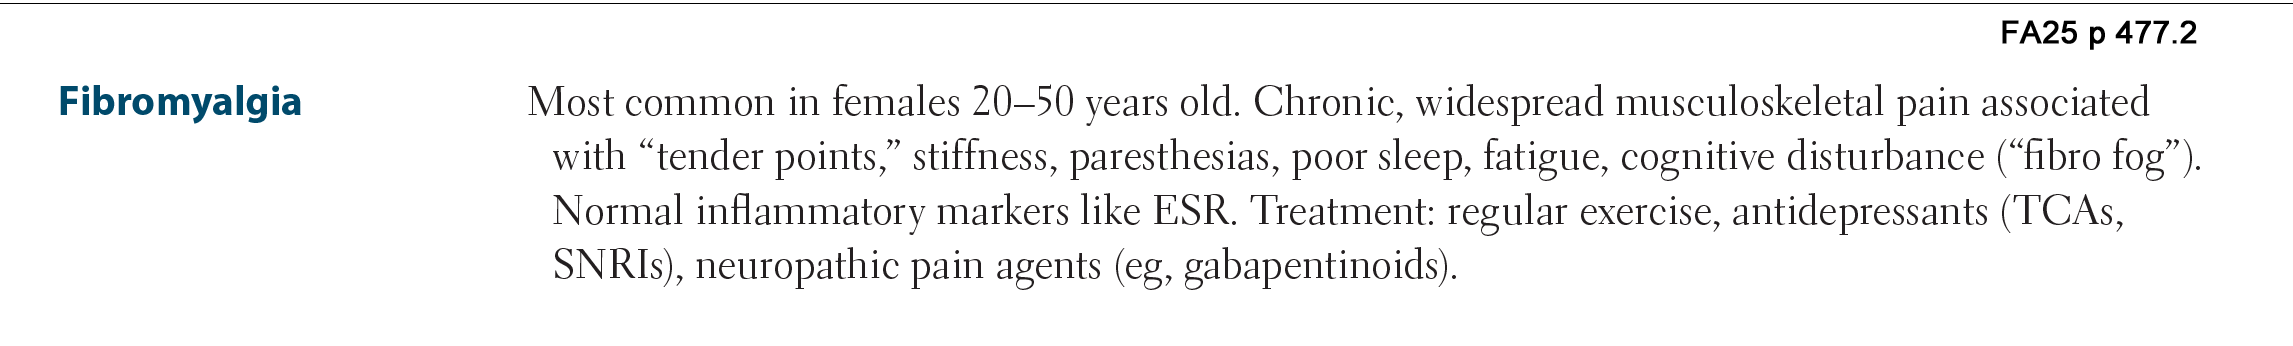 FA25 p 477.2
Fibromyalgia
Most common in females 20–50 years old. Chronic, widespread musculoskeletal pain associated
with “tender points,” stiffness, paresthesias, poor sleep, fatigue, cognitive disturbance (“fibro fog”).
Normal inflammatory markers like ESR. Treatment: regular exercise, antidepressants (TCAs,
SNRIs), neuropathic pain agents (eg, gabapentinoids).